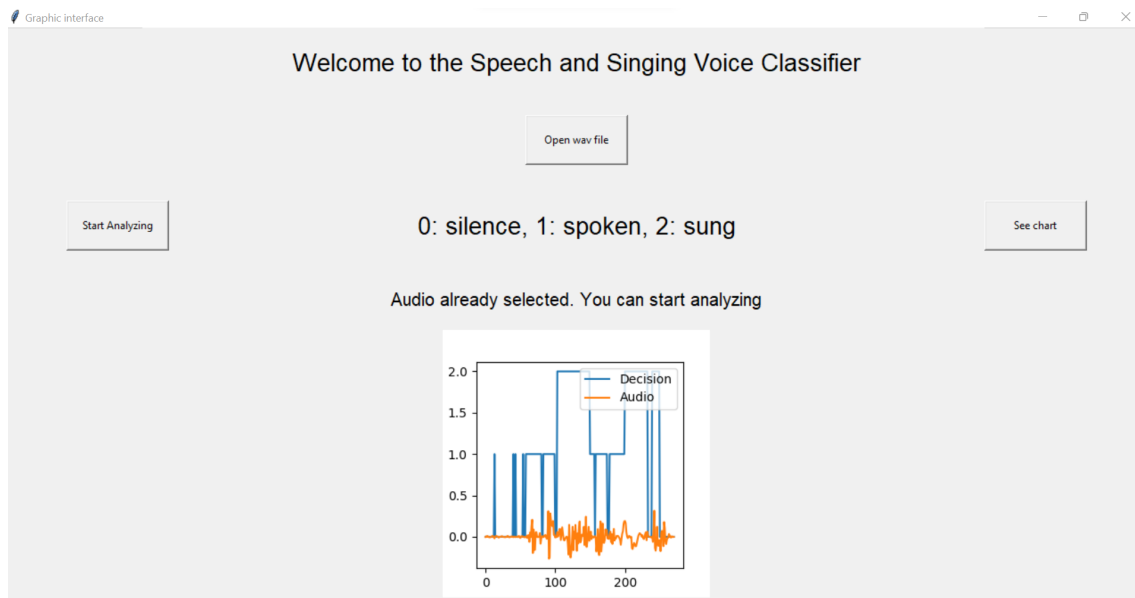 Graphic interface
Welcome to the Speech and Singing Voice Classifier
Open wav file
Start Analyzing
0: silence, 1: spoken, 2: sung
See chart
Audio already selected. You can start analyzing
2.0
Decision
Audio
1.5
1.0
0.5
0.0
0 100 200